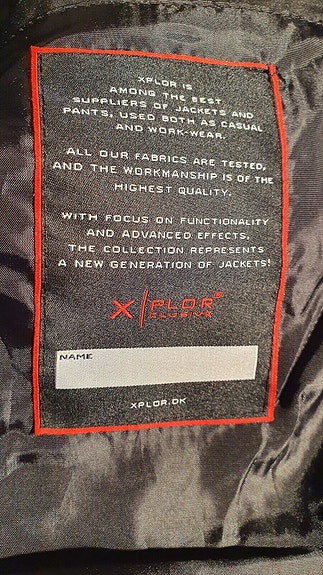 XPLOR IS
AMONG THE BEST
SUPPLIERS OF JACKETS AND
PANTS, USED BOTH AS CASUAL
AND WORK-WEAR.
ALL OUR FABRICS ARE TESTED,
AND THE WORKMANSHIP IS OF THE
HIGHEST QUALITY.
WITH FOCUS ON FUNCTIONALITY
AND ADVANCED EFFECTS,
THE COLLECTION REPRESENTS
A NEW GENERATION OF JACKETS!
X PLOR®
CLUSIVE
NAME
XPLOR.DK